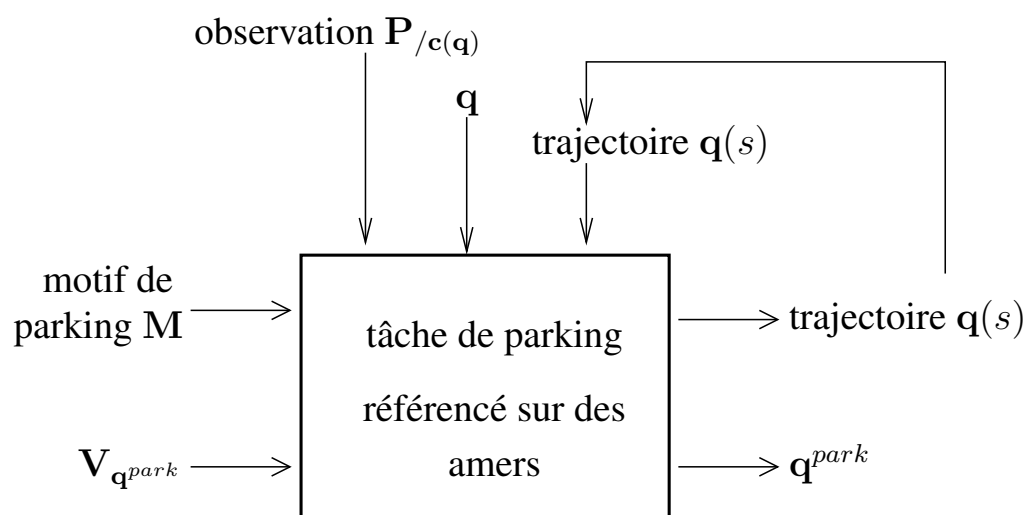 observation P/c(q)
q
trajectoire q(s)
motif de
parking M
trajectoire q(s)
tâche de parking
référencé sur des
amers
V_q^park
q^park